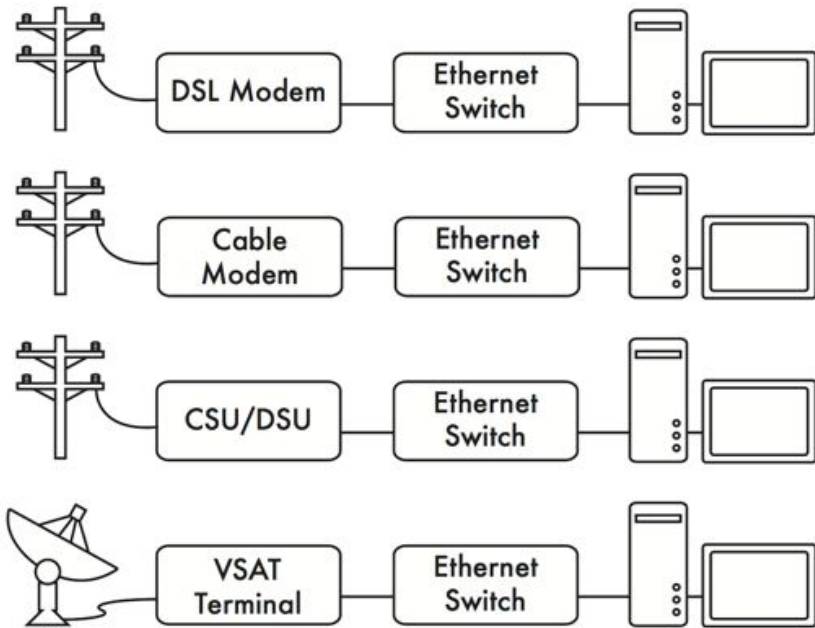 DSL Modem
Ethernet
Switch
Cable
Modem
Ethernet
Switch
CSU/DSU
Ethernet
Switch
VSAT
Terminal
Ethernet
Switch